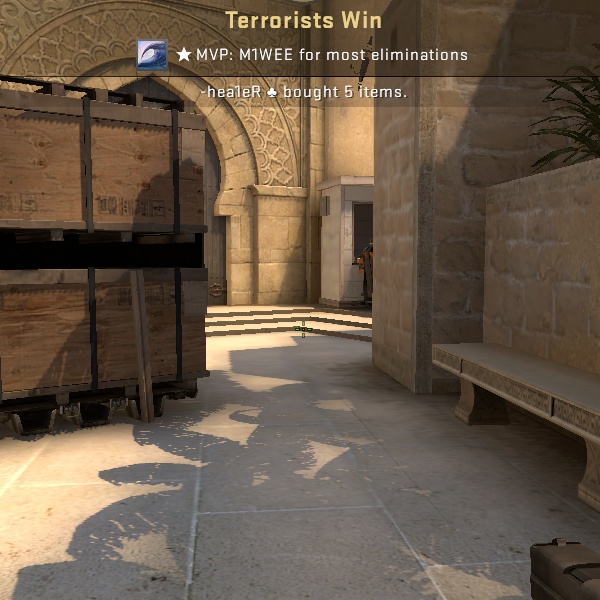 Terrorists Win
★ MVP: M1WEE for most eliminations
-hea1eR ♣ bought 5 items.